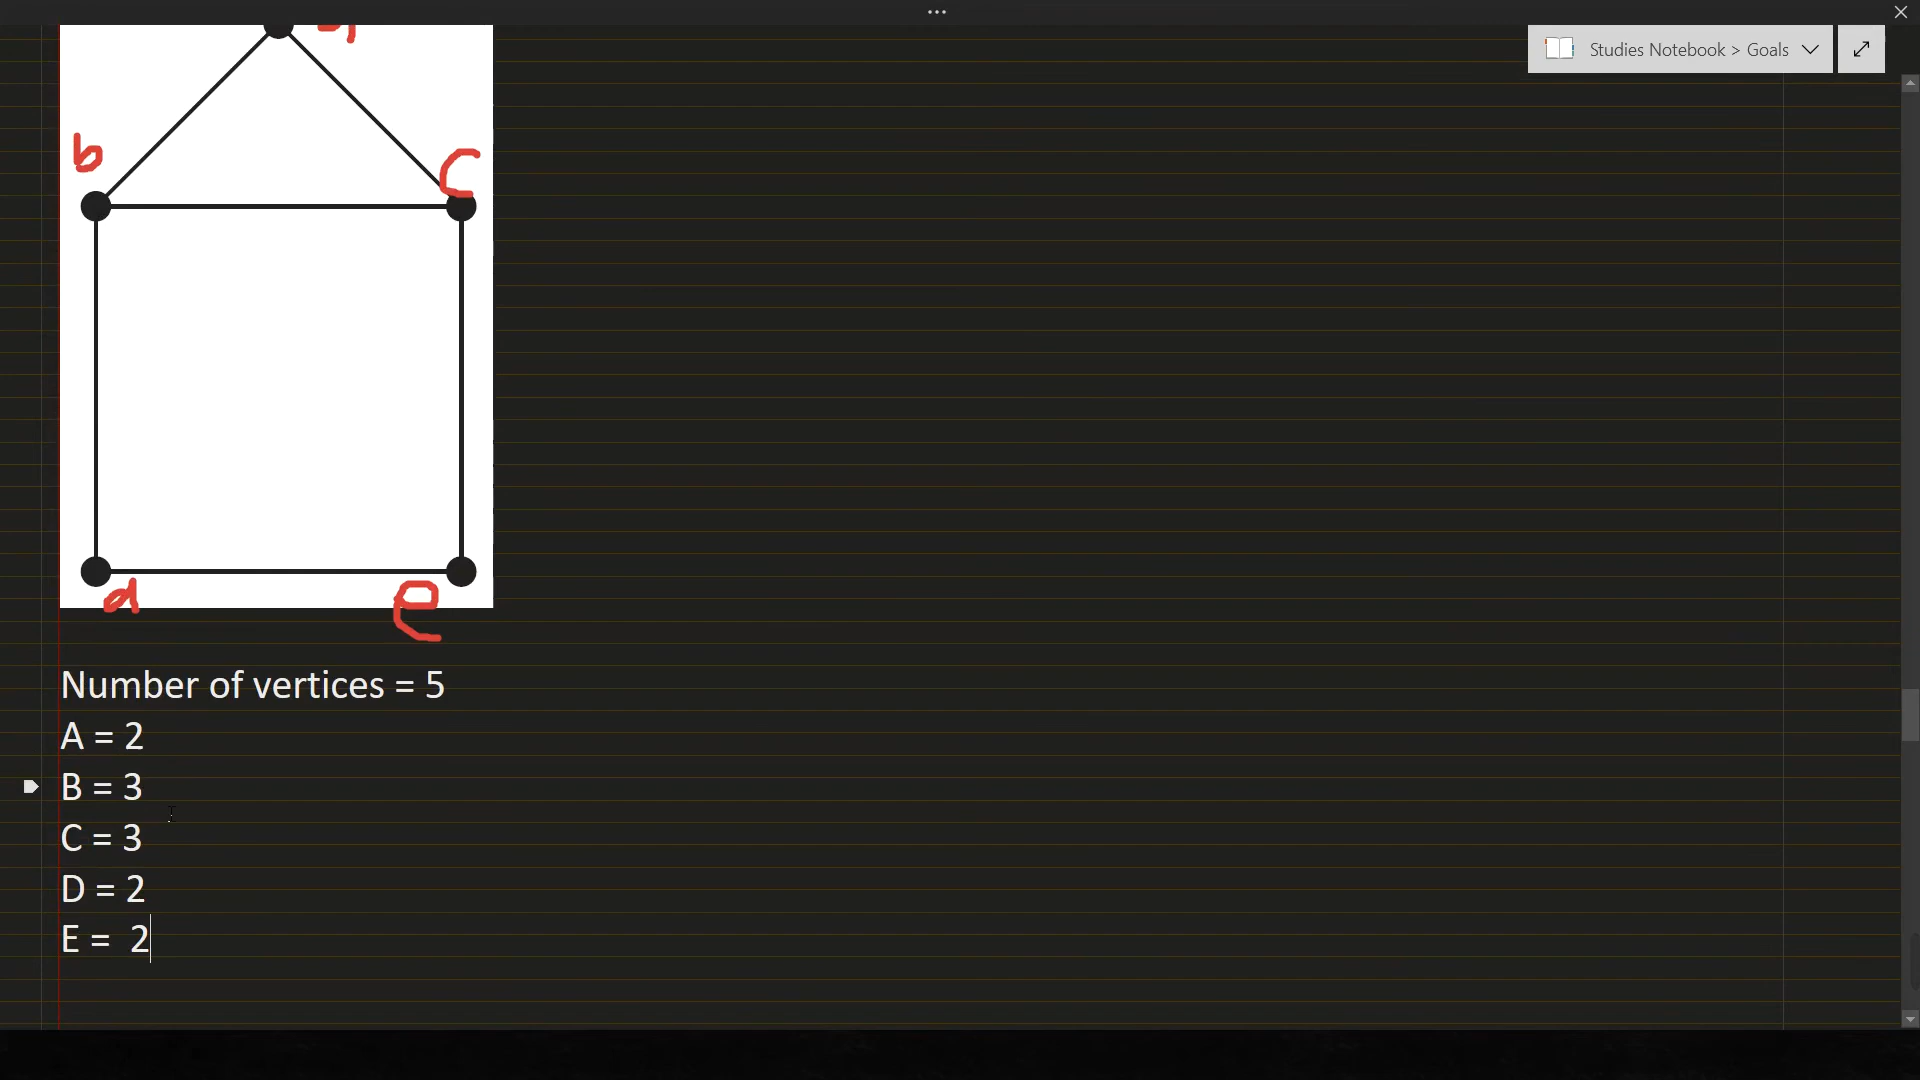 Studies Notebook > Goals
b
C
d
e
Number of vertices = 5
A = 2
B = 3
C = 3
D = 2
E =  2